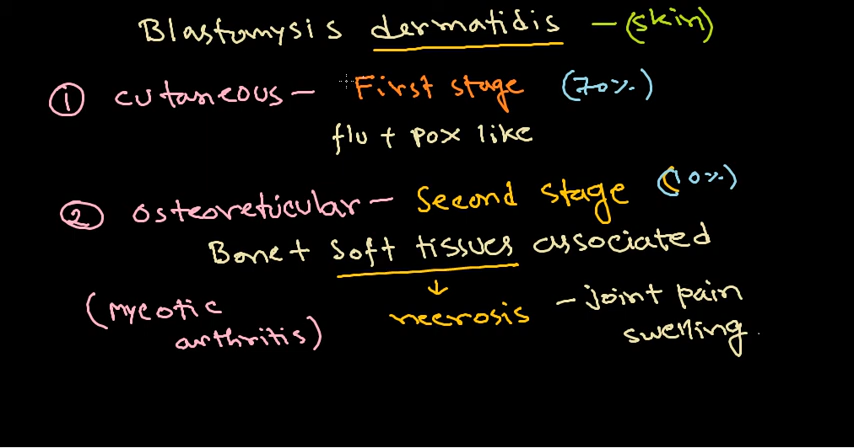 Blastomysis dermatidis – (skin)
① cutaneous – First stage (70%)
flu + pox like
② osteoreticular – Second stage (10%)
Bone + soft tissues associated
↓
(Mycotic arthritis) necrosis – joint pain
swelling